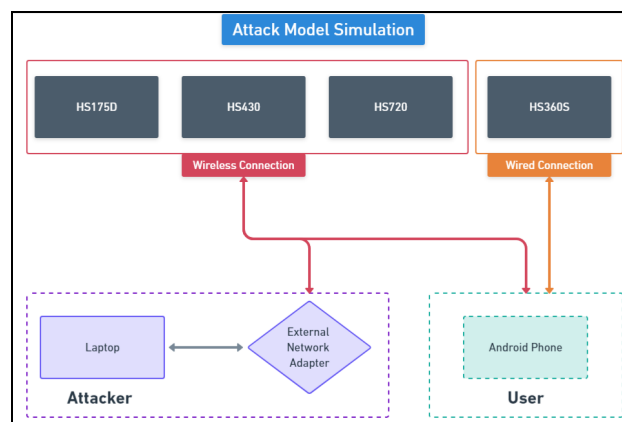 Attack Model Simulation
HS175D
HS430
HS720
HS360S
Wireless Connection
Wired Connection
Laptop
External
Network
Adapter
Android Phone
Attacker
User